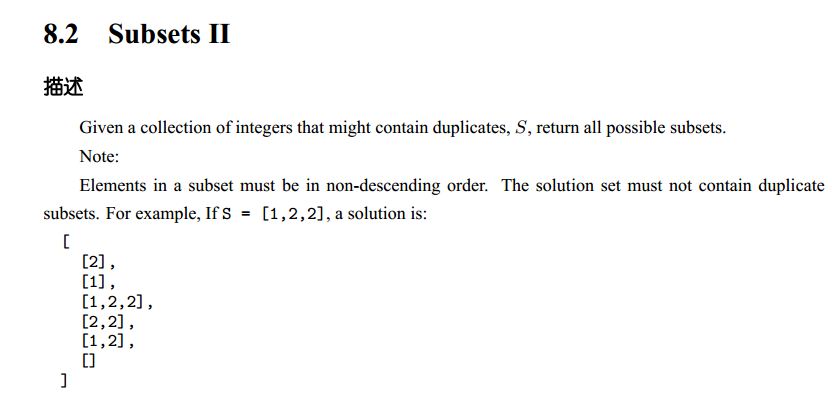 8.2 Subsets II
描述
Given a collection of integers that might contain duplicates, S, return all possible subsets.
Note:
Elements in a subset must be in non-descending order. The solution set must not contain duplicate
subsets. For example, If S = [1,2,2], a solution is:
[
[2],
[1],
[1,2,2],
[2,2],
[1,2],
[]
]